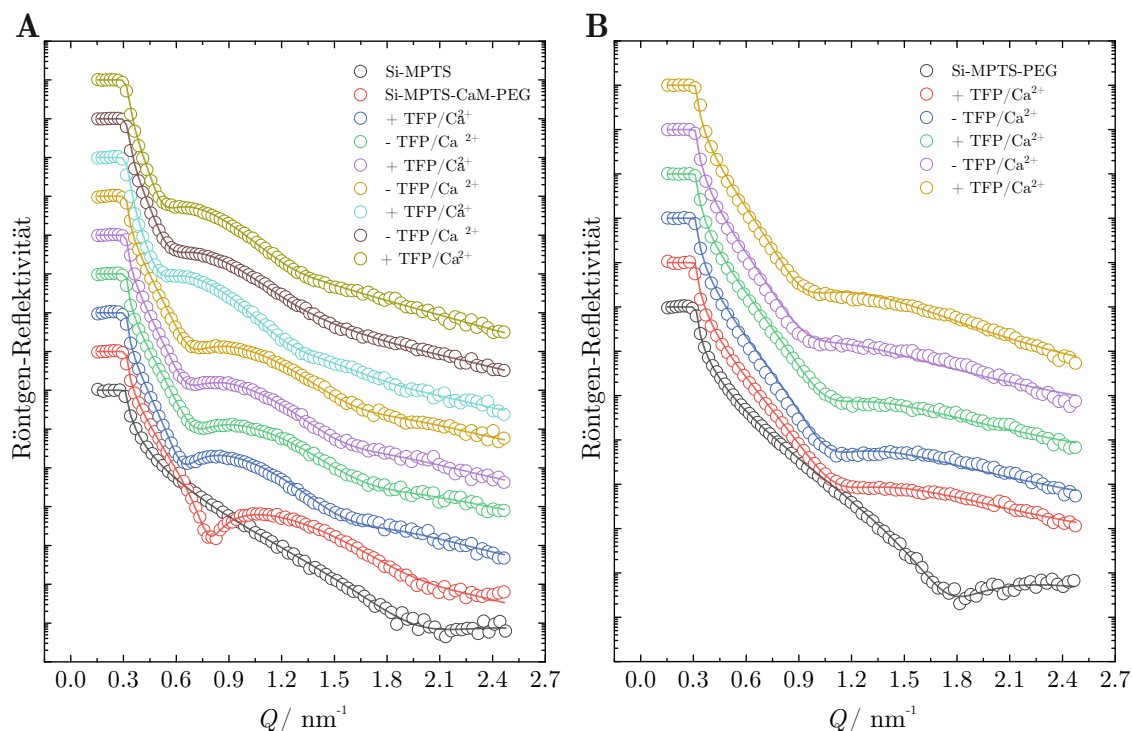 A
Si-MPTS
Si-MPTS-CaM-PEG
+ TFP/Ca²⁺
- TFP/Ca ²⁺
+ TFP/Ca²⁺
- TFP/Ca ²⁺
+ TFP/Ca²⁺
- TFP/Ca ²⁺
+ TFP/Ca²⁺
Röntgen-Reflektivität
0.0 0.3 0.6 0.9 1.2 1.5 1.8 2.1 2.4 2.7
Q/ nm⁻¹
B
Si-MPTS-PEG
+ TFP/Ca²⁺
- TFP/Ca²⁺
+ TFP/Ca²⁺
- TFP/Ca²⁺
+ TFP/Ca²⁺
Röntgen-Reflektivität
0.0 0.3 0.6 0.9 1.2 1.5 1.8 2.1 2.4 2.7
Q/ nm⁻¹